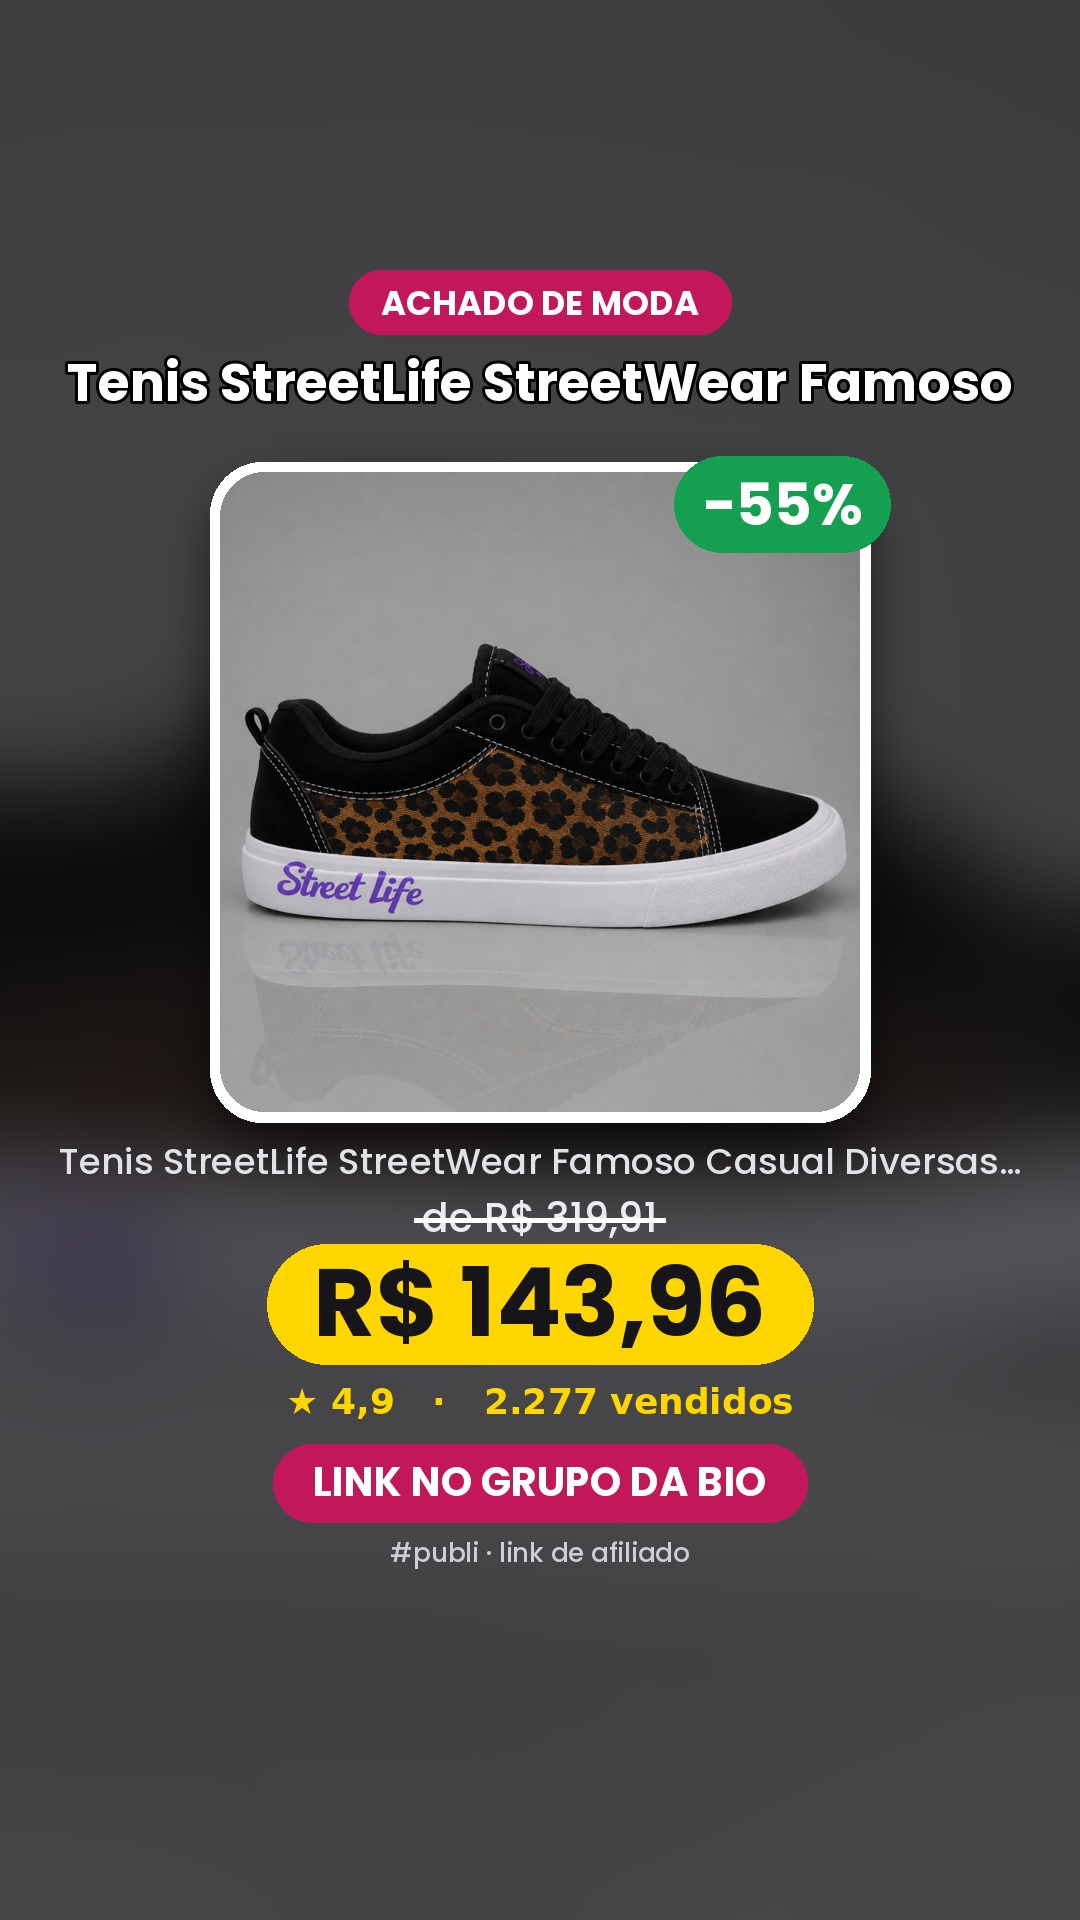 ACHADO DE MODA
Tenis StreetLife StreetWear Famoso
-55%
Street Life
Tenis StreetLife StreetWear Famoso Casual Diversas...
de R$ 319,91
R$ 143,96
★ 4,9 · 2.277 vendidos
LINK NO GRUPO DA BIO
#publi · link de afiliado